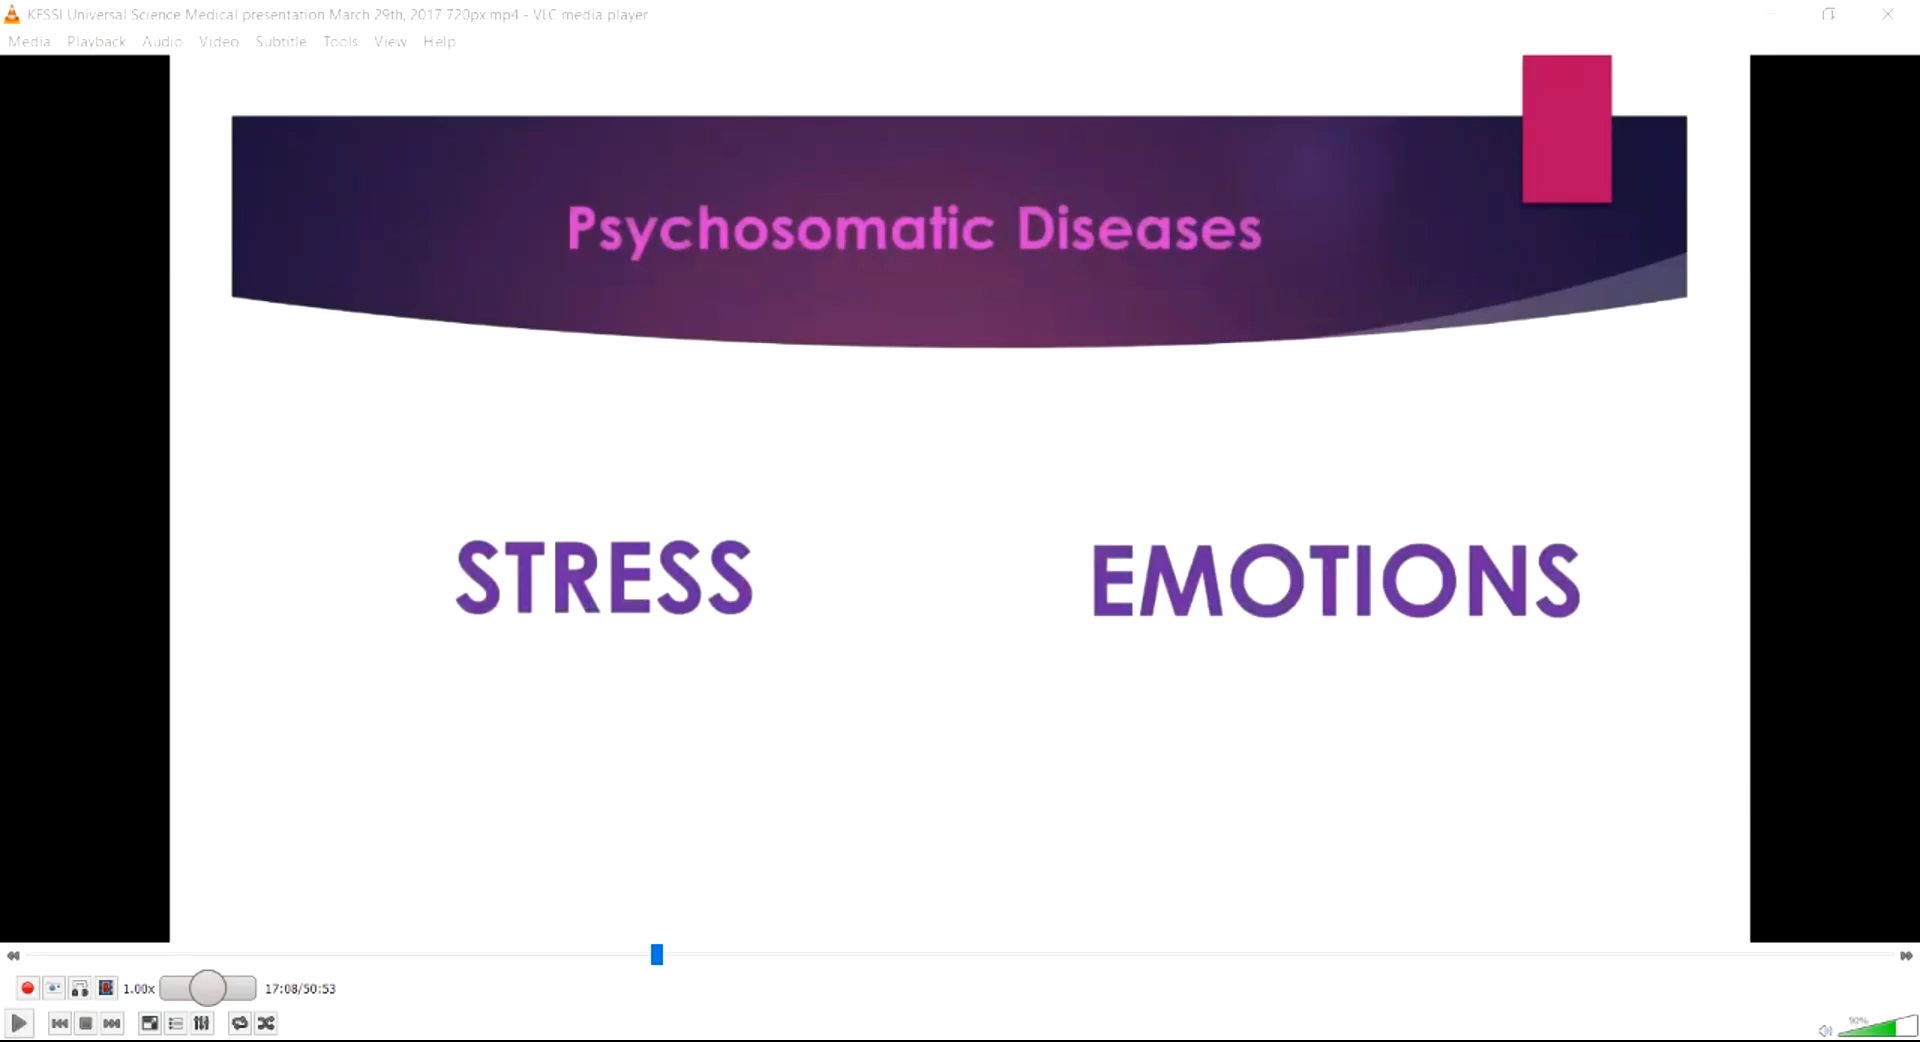 KFSSI Universal Science Medical presentation March 29th, 2017 720px.mp4 - VLC media player
Media Playback Audio Video Subtitle Tools View Help
Psychosomatic Diseases
STRESS EMOTIONS
1.00x 17:08/50:53
90%